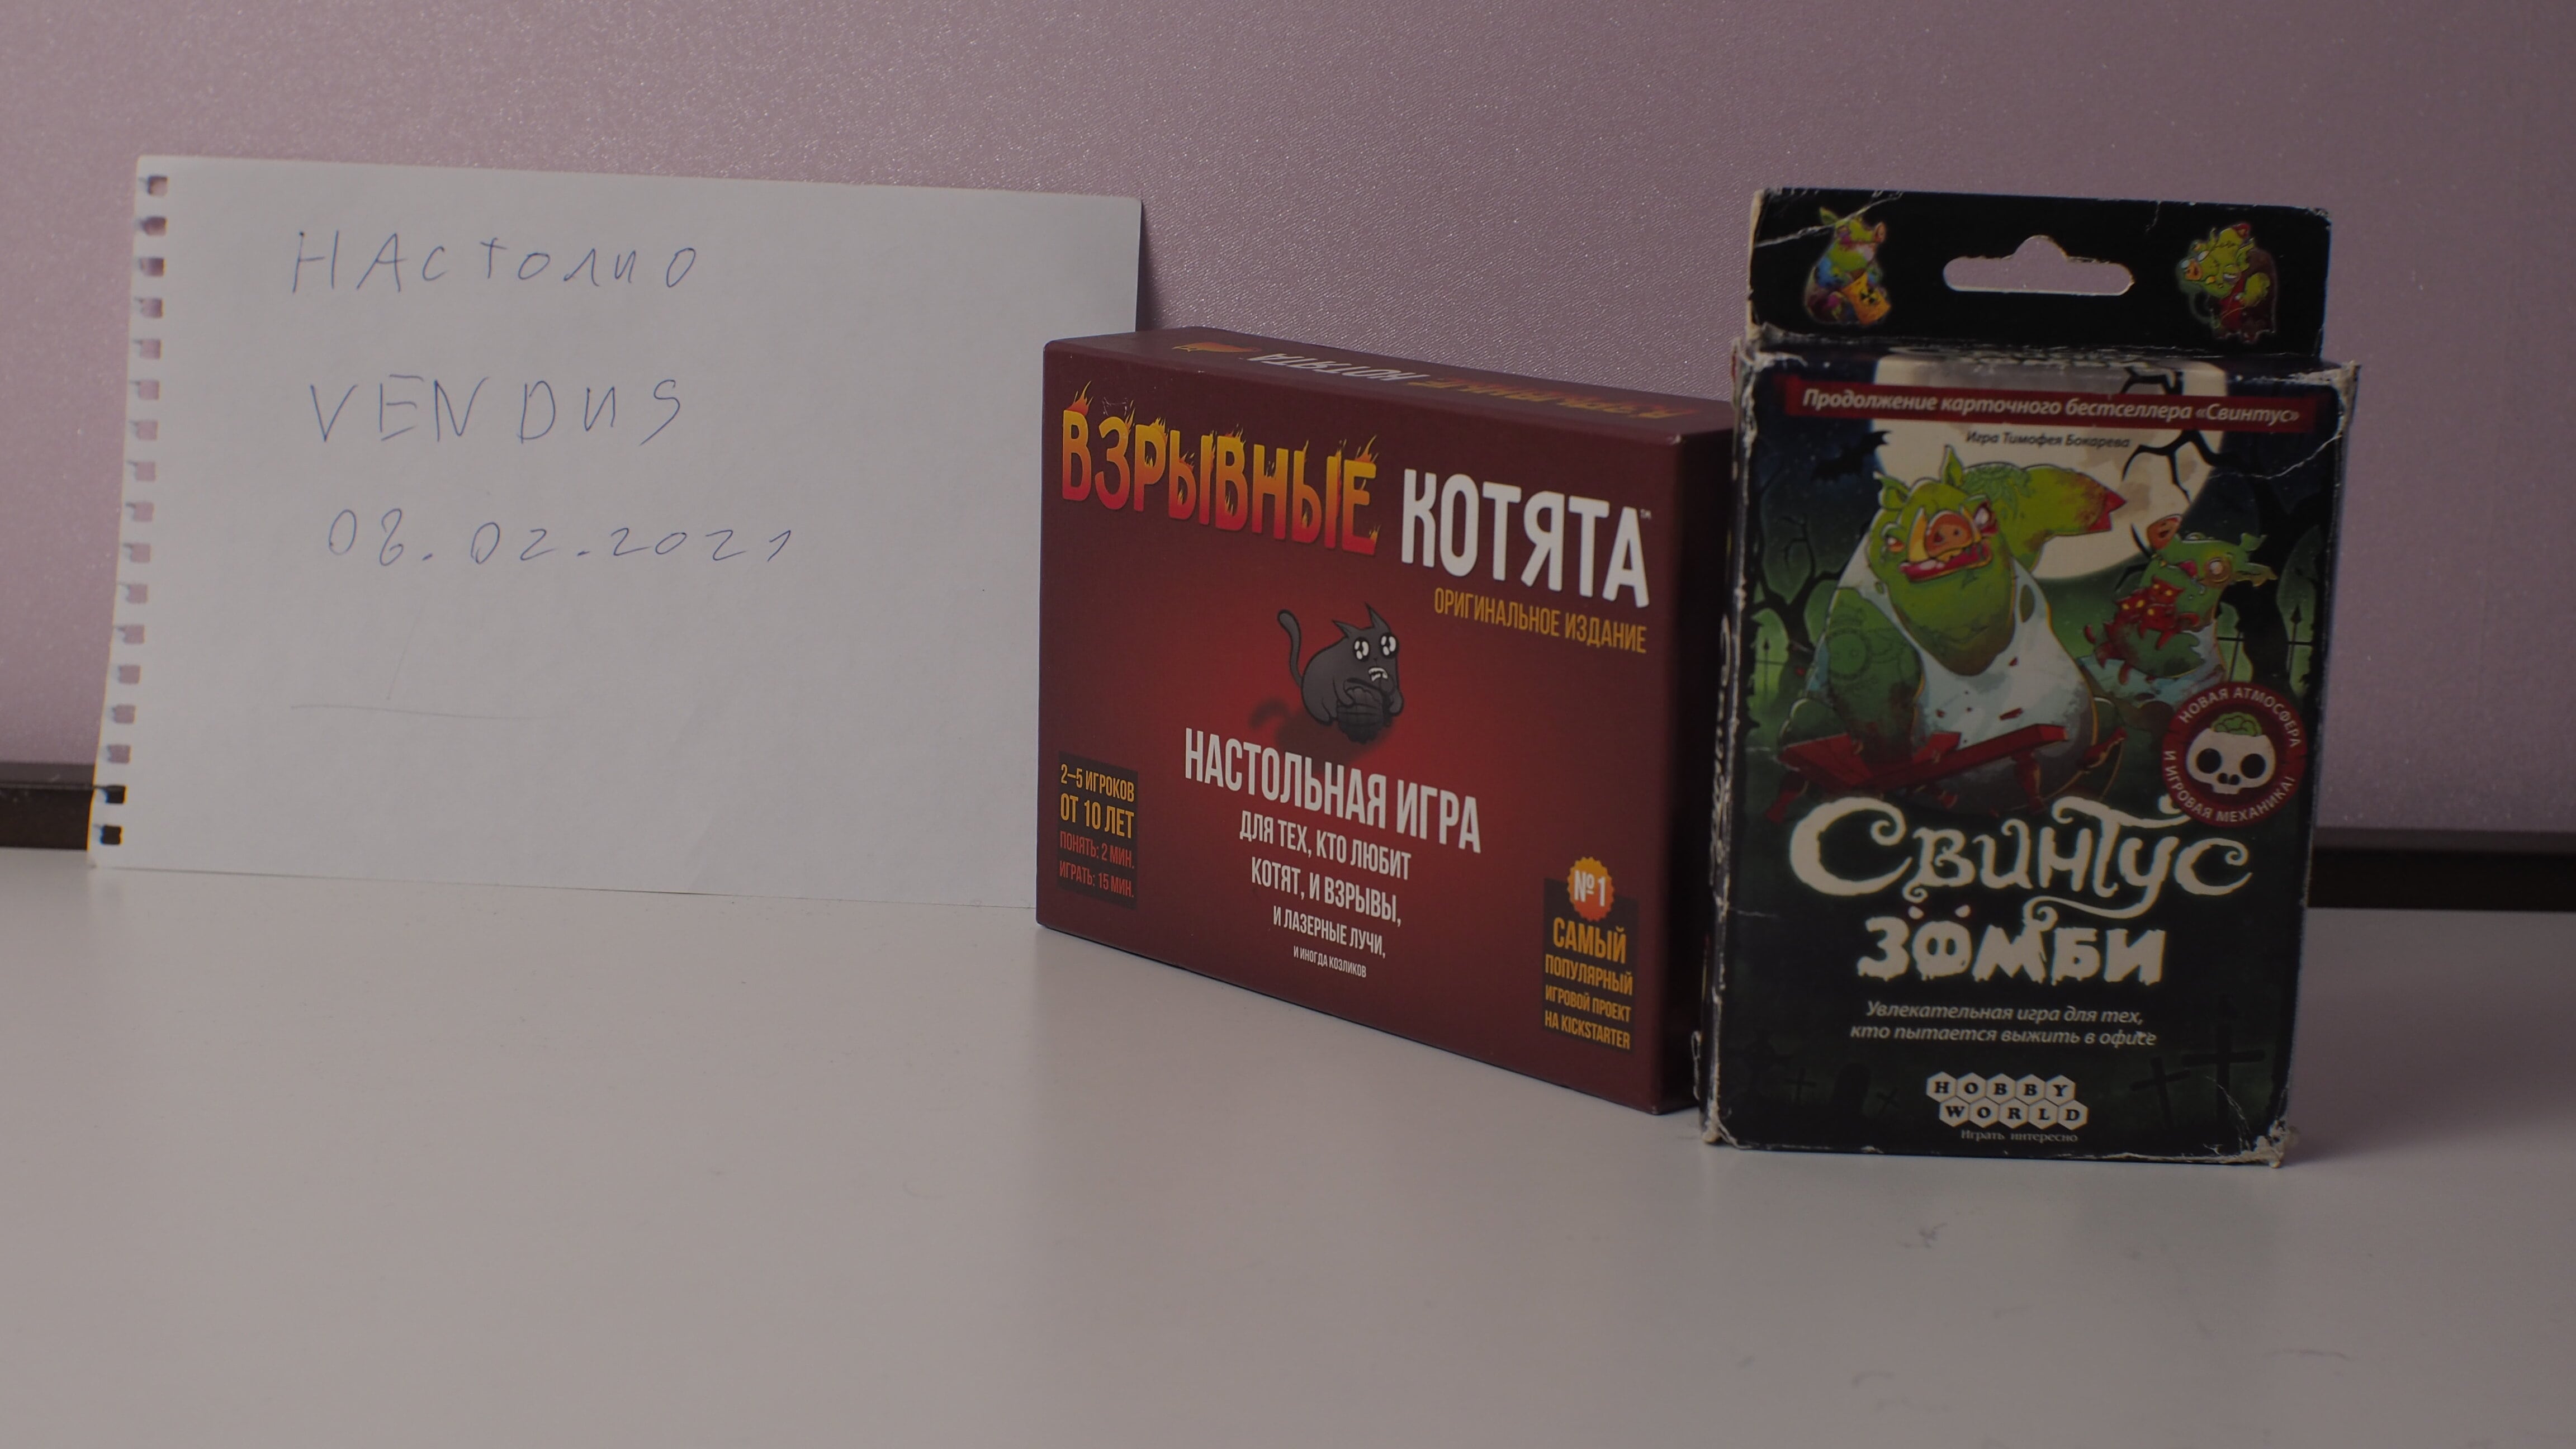 НАСТОЛИО
VENDUS
08.02.2021
ВЗРЫВНЫЕ КОТЯТА
ВЗРЫВНЫЕ
КОТЯТА™
ОРИГИНАЛЬНОЕ ИЗДАНИЕ
НАСТОЛЬНАЯ ИГРА
ДЛЯ ТЕХ, КТО ЛЮБИТ
КОТЯТ, И ВЗРЫВЫ,
И ЛАЗЕРНЫЕ ЛУЧИ,
И ИНОГДА КОЗЛИКОВ
2–5 ИГРОКОВ
ОТ 10 ЛЕТ
ПОНЯТЬ: 2 МИН.
ИГРАТЬ: 15 МИН.
№1
САМЫЙ
ПОПУЛЯРНЫЙ
ИГРОВОЙ ПРОЕКТ
НА KICKSTARTER
Продолжение карточного бестселлера «Свинтус»
Игра Тимофея Бокарева
НОВАЯ АТМОСФЕРА
И ИГРОВАЯ МЕХАНИКА!
Свинтус
зомби
Увлекательная игра для тех,
кто пытается выжить в офисе
HOBBY
WORLD
Играть интересно